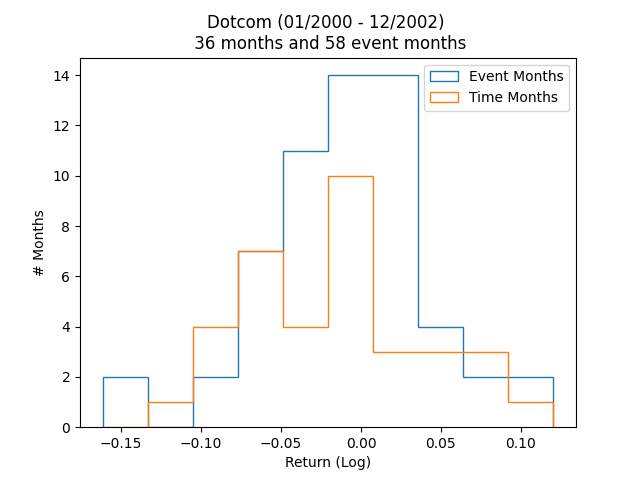 Dotcom (01/2000 - 12/2002)
36 months and 58 event months
Event Months
Time Months
14
12
10
8
6
4
2
0
# Months
−0.15
−0.10
−0.05
0.00
0.05
0.10
Return (Log)